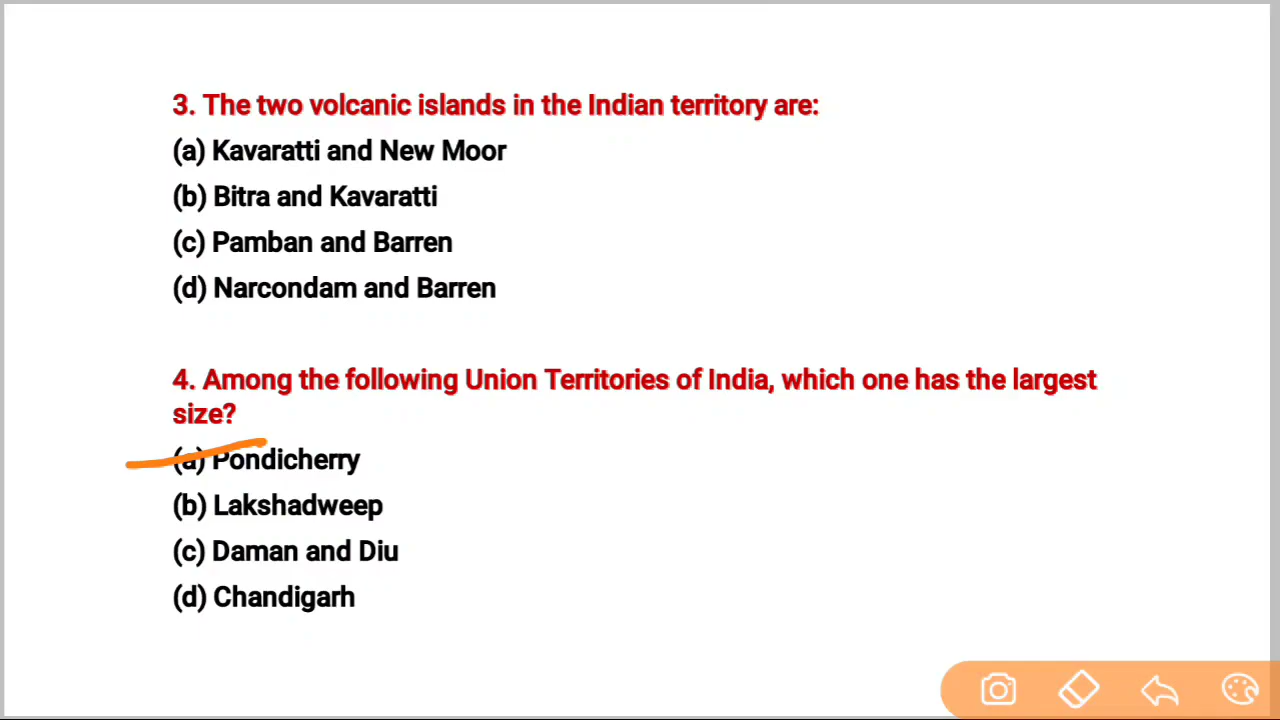 3. The two volcanic islands in the Indian territory are:
(a) Kavaratti and New Moor
(b) Bitra and Kavaratti
(c) Pamban and Barren
(d) Narcondam and Barren
4. Among the following Union Territories of India, which one has the largest
size?
(a) Pondicherry
(b) Lakshadweep
(c) Daman and Diu
(d) Chandigarh